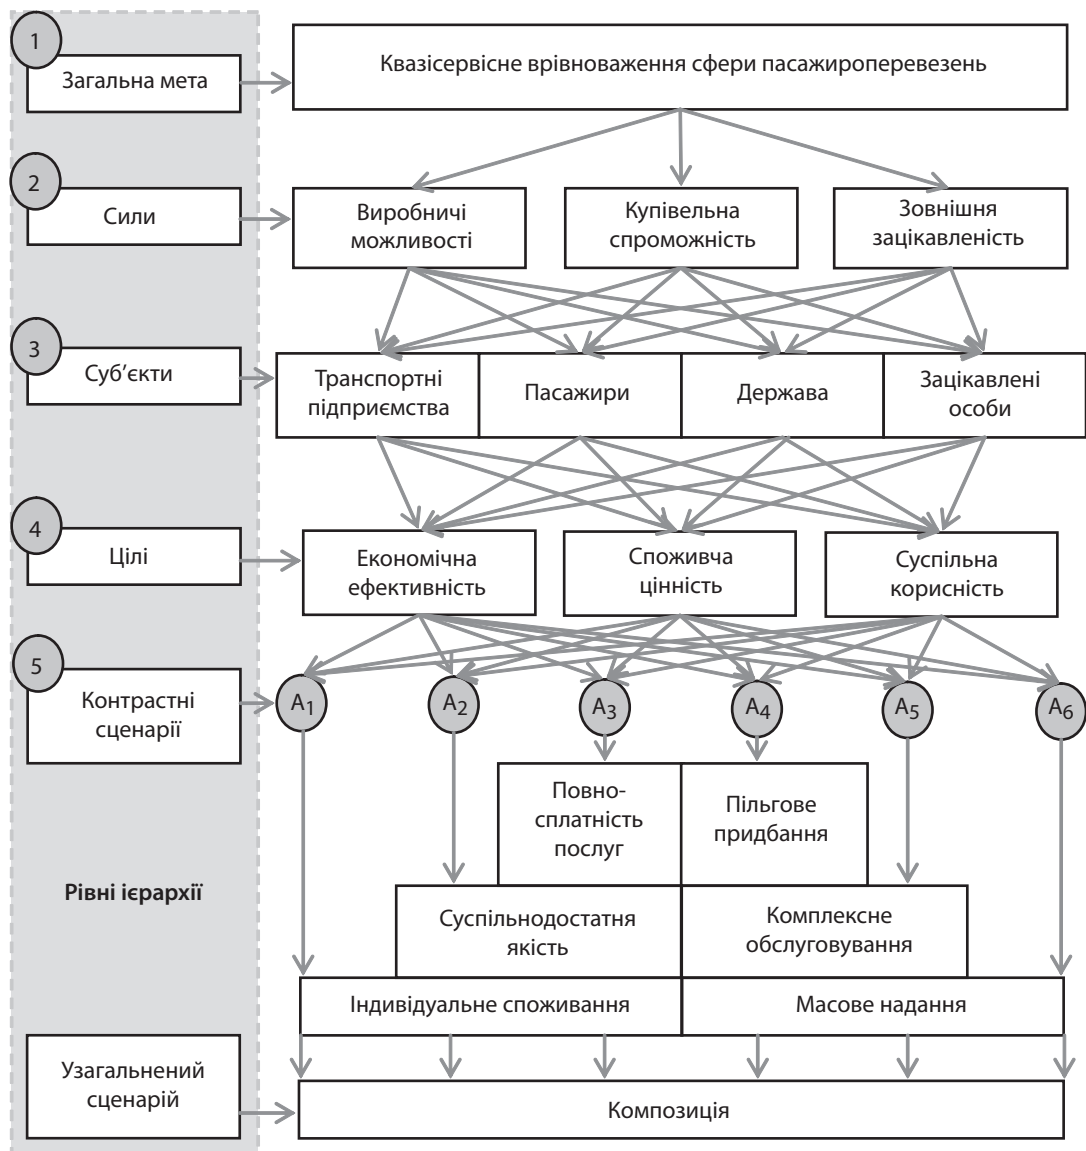 1
Загальна мета
Квазісервісне врівноваження сфери пасажироперевезень
2
Сили
Виробничі
можливості
Купівельна
спроможність
Зовнішня
зацікавленість
3
Суб’єкти
Транспортні
підприємства
Пасажири
Держава
Зацікавлені
особи
4
Цілі
Економічна
ефективність
Споживча
цінність
Суспільна
корисність
5
Контрастні
сценарії
A1
A2
A3
A4
A5
A6
Повно-
сплатність
послуг
Пільгове
придбання
Рівні ієрархії
Суспільнодостатня
якість
Комплексне
обслуговування
Індивідуальне споживання
Масове надання
Узагальнений
сценарій
Композиція